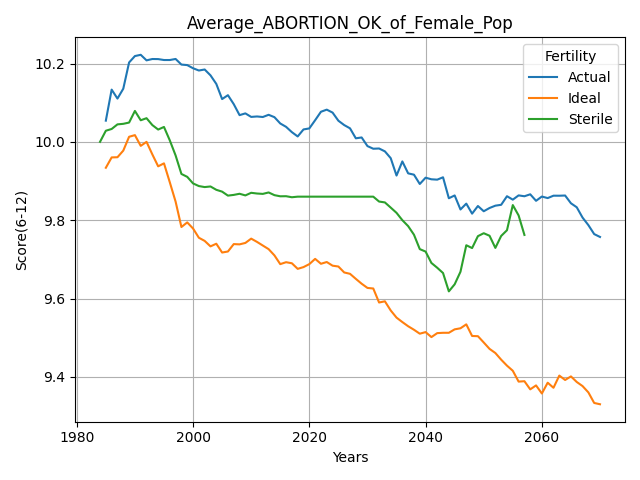 Average_ABORTION_OK_of_Female_Pop
Fertility
Actual
Ideal
Sterile
Score(6-12)
10.2
10.0
9.8
9.6
9.4
1980
2000
2020
2040
2060
Years